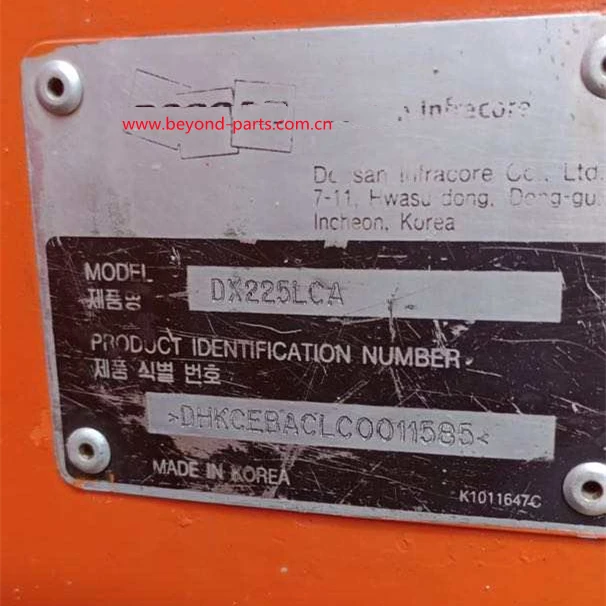 Infracore
www.beyond-parts.com.cn
Infracore Co., Ltd.
7-11, Hwasu-dong, Dong-gu,
Incheon, Korea
MODEL DX225LCA
제품명
PRODUCT IDENTIFICATION NUMBER
제품 식별 번호
>DHKCEBACLC0011585<
MADE IN KOREA
K1011647C